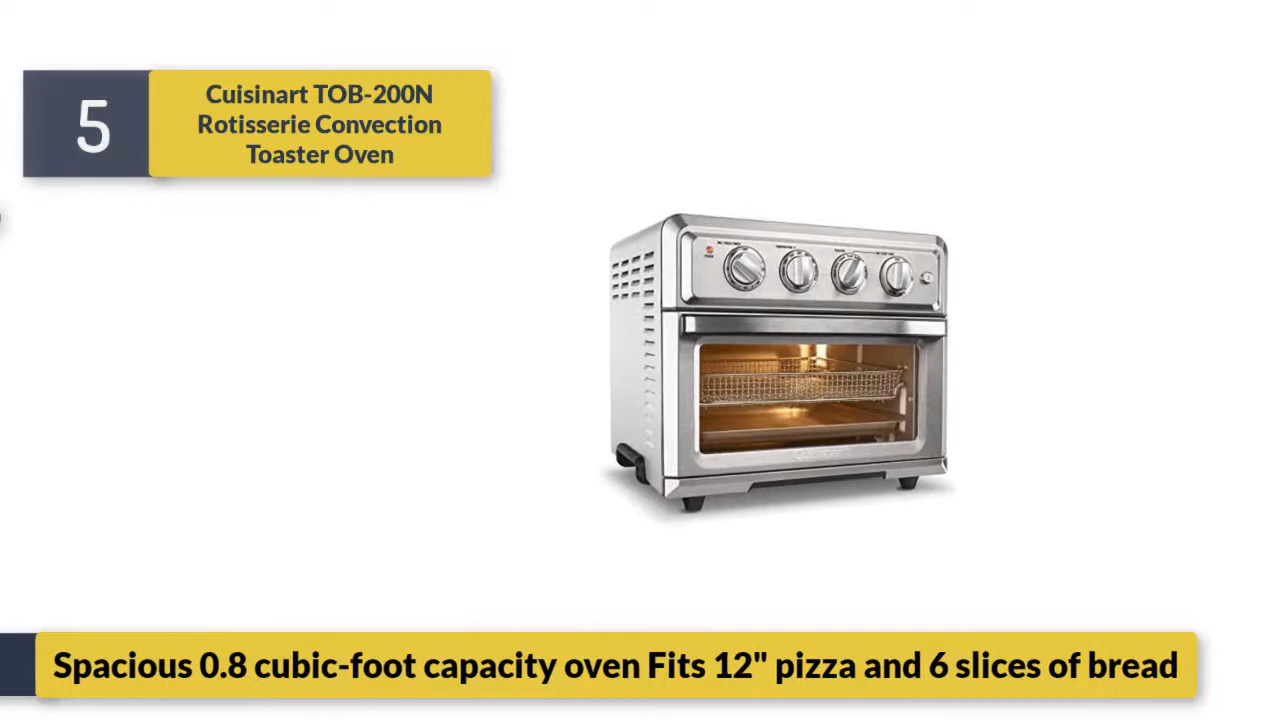 5
Cuisinart TOB-200N
Rotisserie Convection
Toaster Oven
Spacious 0.8 cubic-foot capacity oven Fits 12" pizza and 6 slices of bread